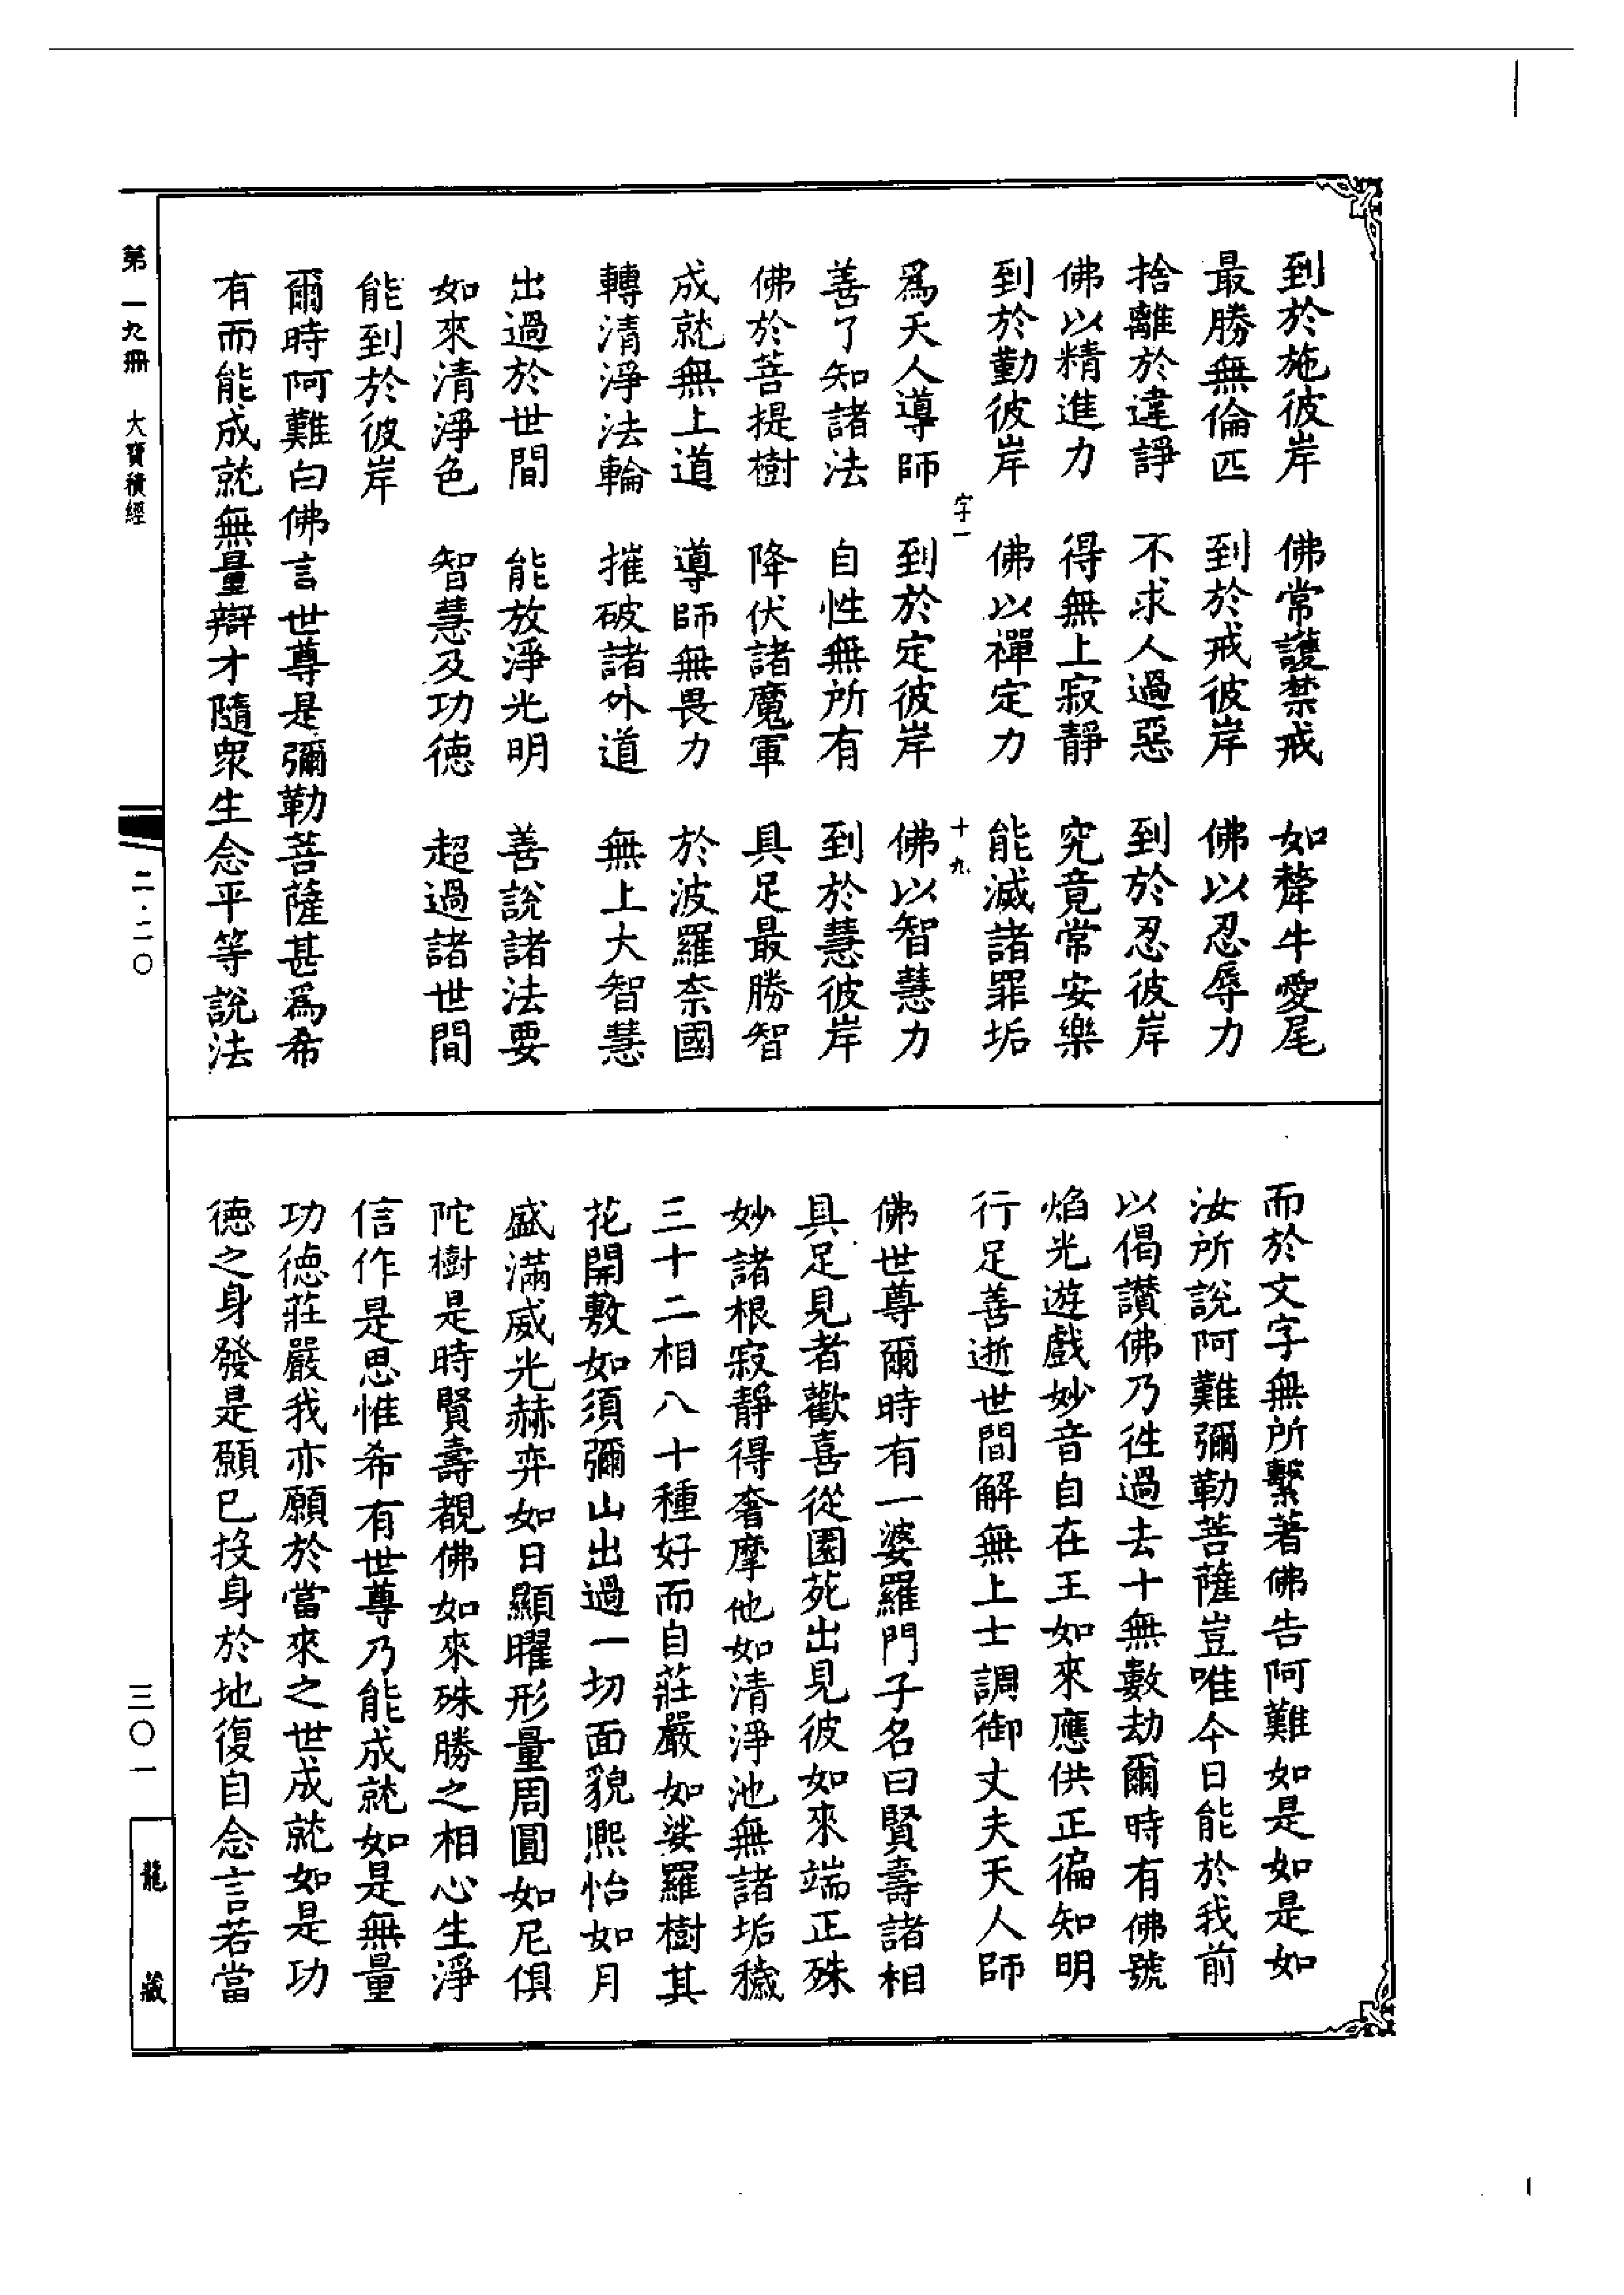 到於施彼岸　佛常護禁戒　如犛牛愛尾
最勝無倫匹　到於戒彼岸　佛以忍辱力
捨離於違諍　不求人過惡　到於忍彼岸
佛以精進力　得無上寂靜　究竟常安樂
到於勤彼岸　佛以禪定力　能滅諸罪垢
字一　十九
爲天人導師　到於定彼岸　佛以智慧力
善了知諸法　自性無所有　到於慧彼岸
佛於菩提樹　降伏諸魔軍　具足最勝智
成就無上道　導師無畏力　於波羅柰國
轉清淨法輪　摧破諸外道　無上大智慧
出過於世間　能放淨光明　善說諸法要
如來清淨色　智慧及功德　超過諸世間
能到於彼岸
爾時阿難白佛言世尊是彌勒菩薩甚爲希
有而能成就無量辯才隨衆生念平等說法
而於文字無所繫著佛告阿難如是如是如
汝所說阿難彌勒菩薩豈唯今日能於我前
以偈讃佛乃徃過去十無數劫爾時有佛號
焰光遊戲妙音自在王如來應供正徧知明
行足善逝世間解無上士調御丈夫天人師
佛世尊爾時有一婆羅門子名曰賢壽諸相
具足見者歡喜從園苑出見彼如來端正殊
妙諸根寂靜得奢摩他如清淨池無諸垢穢
三十二相八十種好而自莊嚴如娑羅樹其
花開敷如須彌山出過一切面貌熙怡如月
盛滿威光赫弈如日顯曜形量周圓如尼俱
陀樹是時賢壽覩佛如來殊勝之相心生淨
信作是思惟希有世尊乃能成就如是無量
功德莊嚴我亦願於當來之世成就如是功
德之身發是願已投身於地復自念言若當
第一九冊　大寶積經
二·二〇
三〇一
龍藏